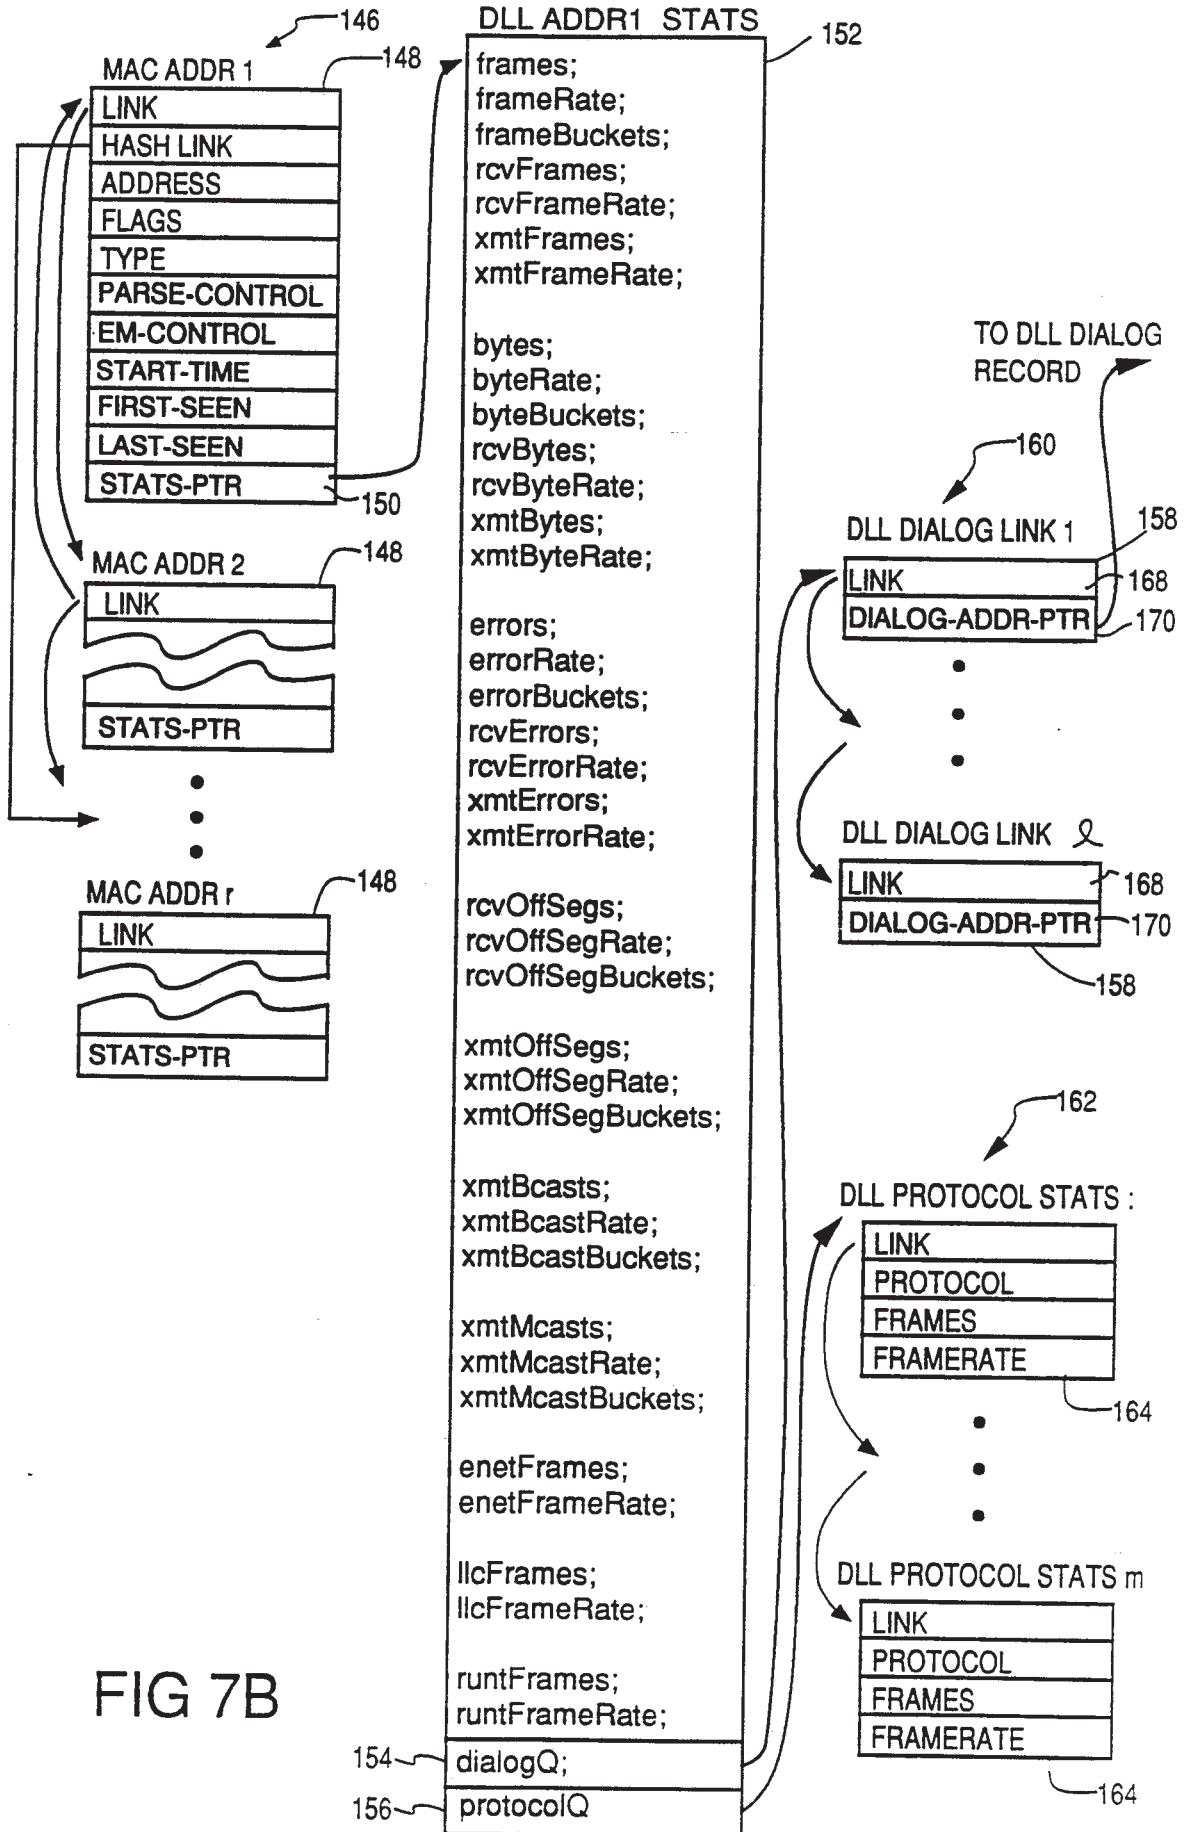 146
MAC ADDR 1
148
LINK
HASH LINK
ADDRESS
FLAGS
TYPE
PARSE-CONTROL
EM-CONTROL
START-TIME
FIRST-SEEN
LAST-SEEN
STATS-PTR
150
MAC ADDR 2
148
LINK
STATS-PTR
MAC ADDR r
148
LINK
STATS-PTR
DLL ADDR1 STATS
152
frames;
frameRate;
frameBuckets;
rcvFrames;
rcvFrameRate;
xmtFrames;
xmtFrameRate;
bytes;
byteRate;
byteBuckets;
rcvBytes;
rcvByteRate;
xmtBytes;
xmtByteRate;
errors;
errorRate;
errorBuckets;
rcvErrors;
rcvErrorRate;
xmtErrors;
xmtErrorRate;
rcvOffSegs;
rcvOffSegRate;
rcvOffSegBuckets;
xmtOffSegs;
xmtOffSegRate;
xmtOffSegBuckets;
xmtBcasts;
xmtBcastRate;
xmtBcastBuckets;
xmtMcasts;
xmtMcastRate;
xmtMcastBuckets;
enetFrames;
enetFrameRate;
llcFrames;
llcFrameRate;
runtFrames;
runtFrameRate;
154
dialogQ;
156
protocolQ
TO DLL DIALOG
RECORD
160
DLL DIALOG LINK 1
158
LINK
168
DIALOG-ADDR-PTR
170
DLL DIALOG LINK ℓ
LINK
168
DIALOG-ADDR-PTR
170
158
162
DLL PROTOCOL STATS :
LINK
PROTOCOL
FRAMES
FRAMERATE
164
DLL PROTOCOL STATS m
LINK
PROTOCOL
FRAMES
FRAMERATE
164
FIG 7B